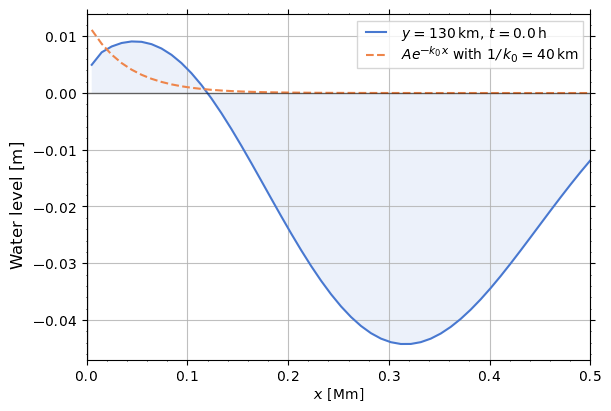 y = 130 km, t = 0.0 h
Ae^{-k_0 x} with 1/k_0 = 40 km
Water level [m]
0.01
0.00
−0.01
−0.02
−0.03
−0.04
0.0 0.1 0.2 0.3 0.4 0.5
x [Mm]